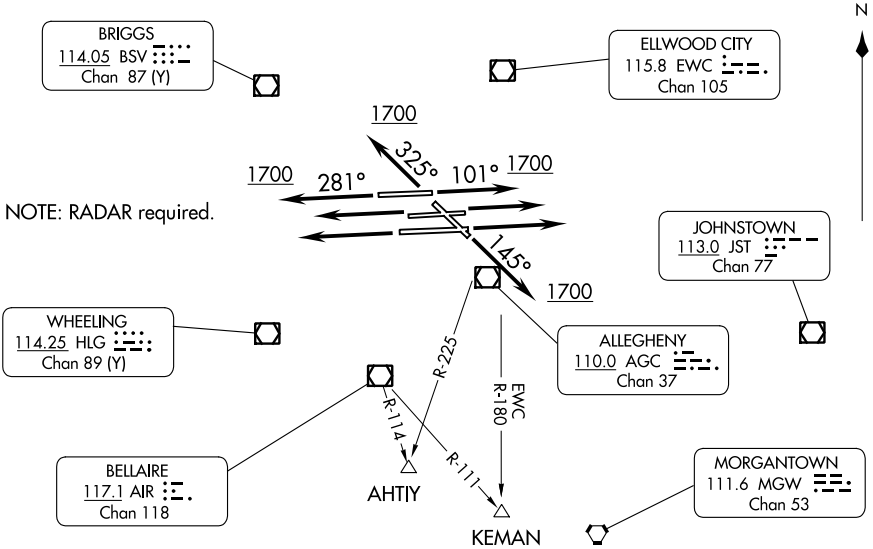 N
BRIGGS
114.05 BSV
Chan 87 (Y)
ELLWOOD CITY
115.8 EWC
Chan 105
1700
325°
1700
281°
101°
1700
NOTE: RADAR required.
145°
1700
JOHNSTOWN
113.0 JST
Chan 77
WHEELING
114.25 HLG
Chan 89 (Y)
ALLEGHENY
110.0 AGC
Chan 37
R-225
EWC
R-180
R-114
R-111
BELLAIRE
117.1 AIR
Chan 118
AHTIY
KEMAN
MORGANTOWN
111.6 MGW
Chan 53